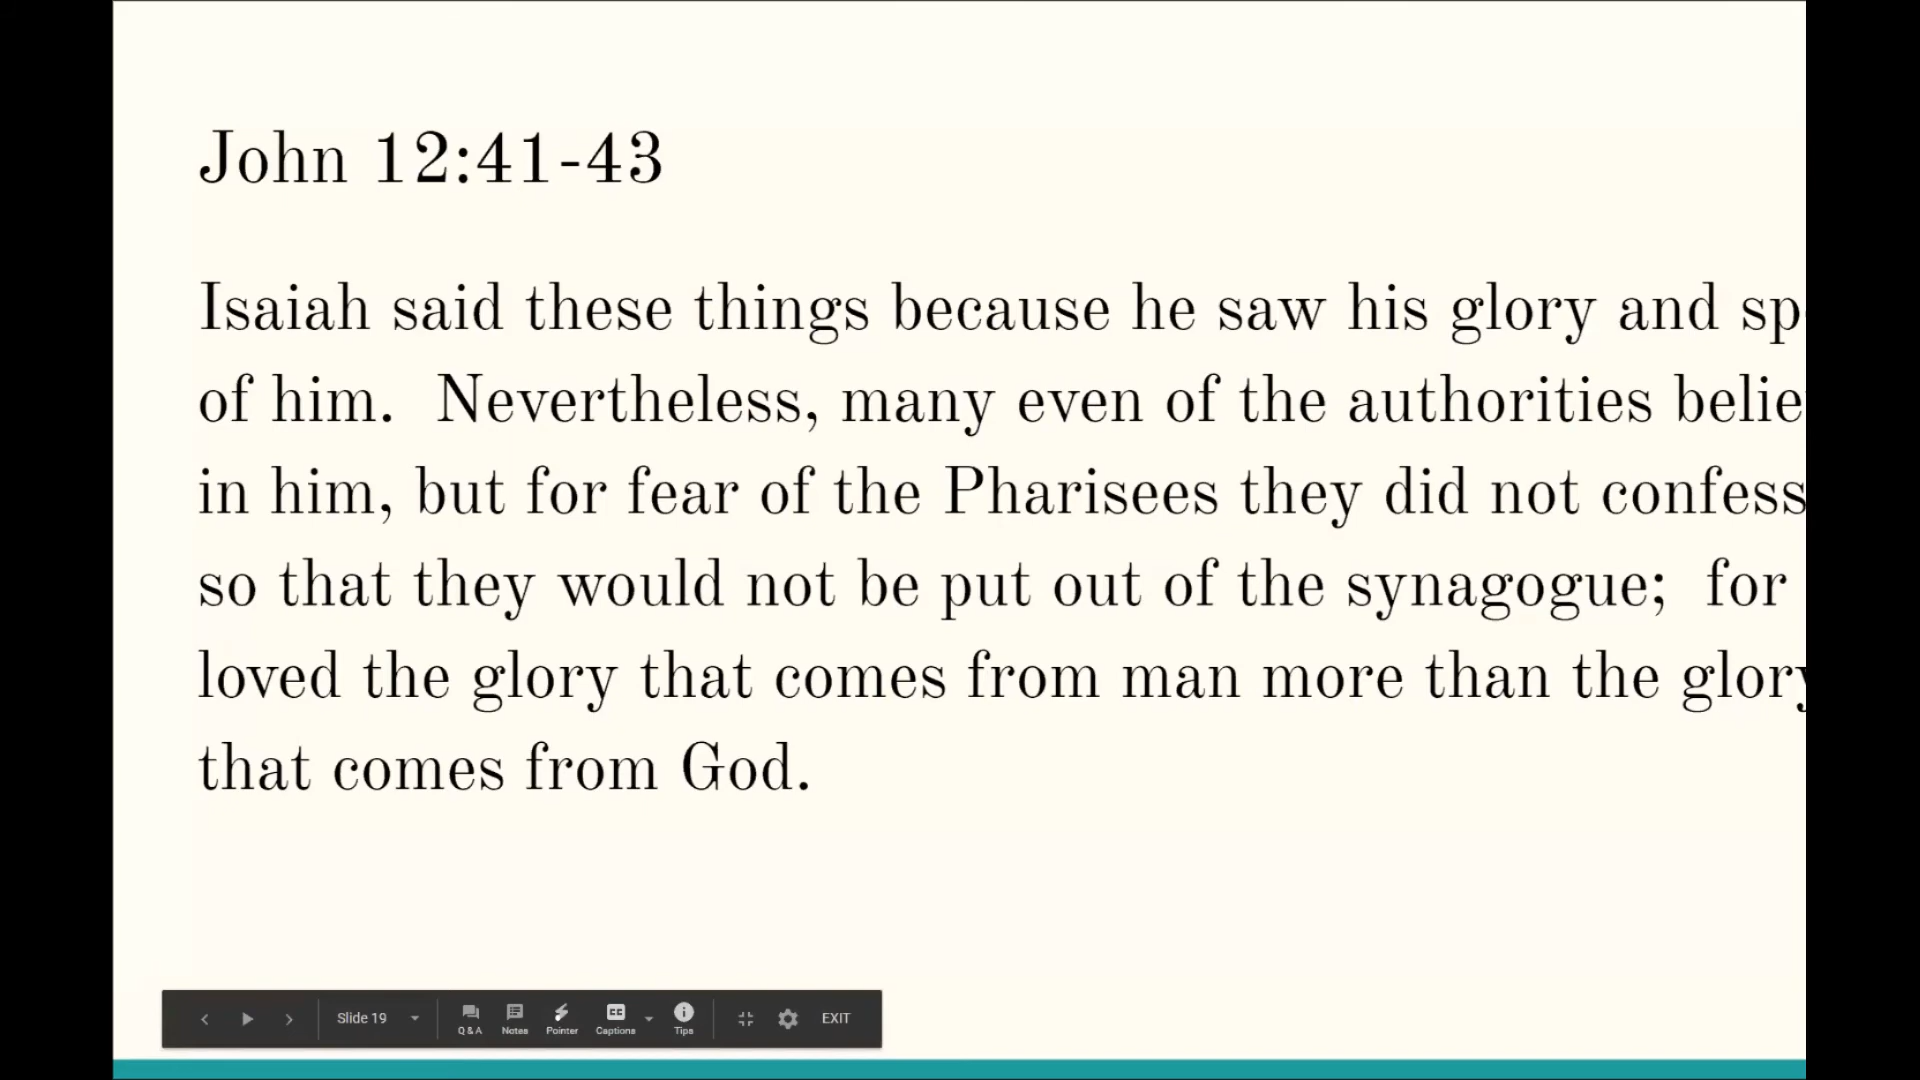 John 12:41-43
Isaiah said these things because he saw his glory and
of him.  Nevertheless, many even of the authorities
in him, but for fear of the Pharisees they did not confess
so that they would not be put out of the synagogue;  for
loved the glory that comes from man more than the glory
that comes from God.
Slide 19
Q & A Notes Pointer CC Captions Tips EXIT